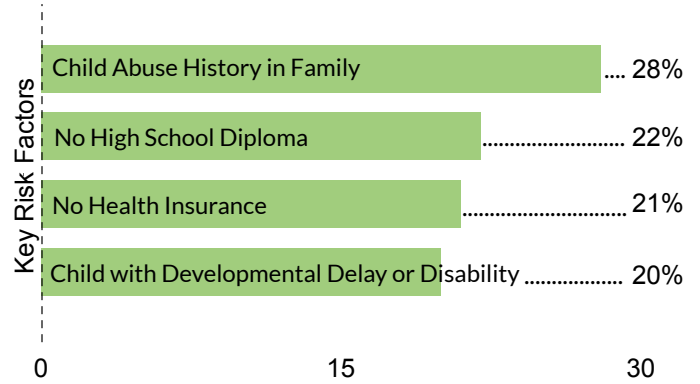 Key Risk Factors
Child Abuse History in Family .... 28%
No High School Diploma ........................ 22%
No Health Insurance ............................ 21%
Child with Developmental Delay or Disability ................. 20%
0 15 30